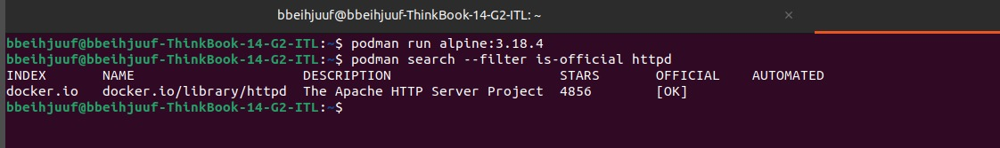 bbeihjuuf@bbeihjuuf-ThinkBook-14-G2-ITL: ~
bbeihjuuf@bbeihjuuf-ThinkBook-14-G2-ITL:~$ podman run alpine:3.18.4
bbeihjuuf@bbeihjuuf-ThinkBook-14-G2-ITL:~$ podman search --filter is-official httpd
INDEX NAME DESCRIPTION STARS OFFICIAL AUTOMATED
docker.io docker.io/library/httpd The Apache HTTP Server Project 4856 [OK]
bbeihjuuf@bbeihjuuf-ThinkBook-14-G2-ITL:~$